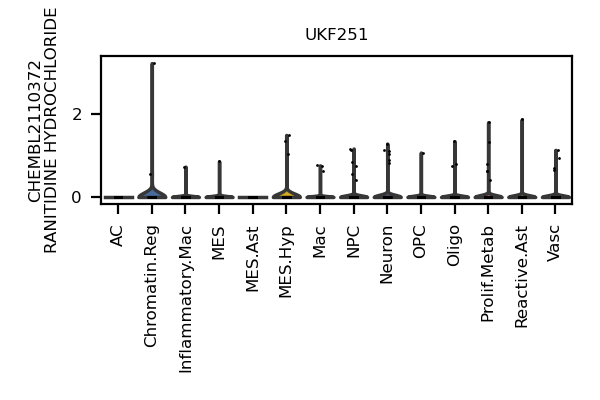 UKF251
CHEMBL2110372
RANITIDINE HYDROCHLORIDE
2
0
AC
Chromatin.Reg
Inflammatory.Mac
MES
MES.Ast
MES.Hyp
Mac
NPC
Neuron
OPC
Oligo
Prolif.Metab
Reactive.Ast
Vasc